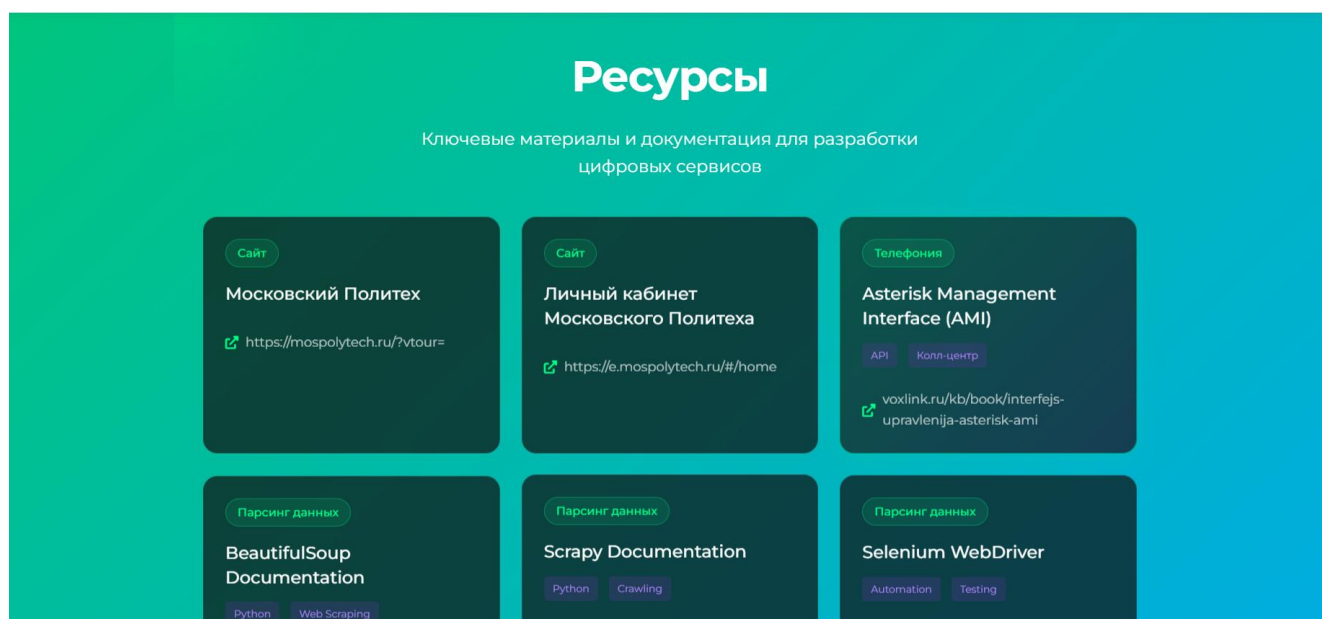 Ресурсы
Ключевые материалы и документация для разработки
цифровых сервисов
Сайт
Московский Политех
https://mospolytech.ru/?vtour=
Сайт
Личный кабинет
Московского Политеха
https://e.mospolytech.ru/#/home
Телефония
Asterisk Management
Interface (AMI)
API
Колл-центр
voxlink.ru/kb/book/interfejs-
upravlenija-asterisk-ami
Парсинг данных
BeautifulSoup
Documentation
Python
Web Scraping
Парсинг данных
Scrapy Documentation
Python
Crawling
Парсинг данных
Selenium WebDriver
Automation
Testing